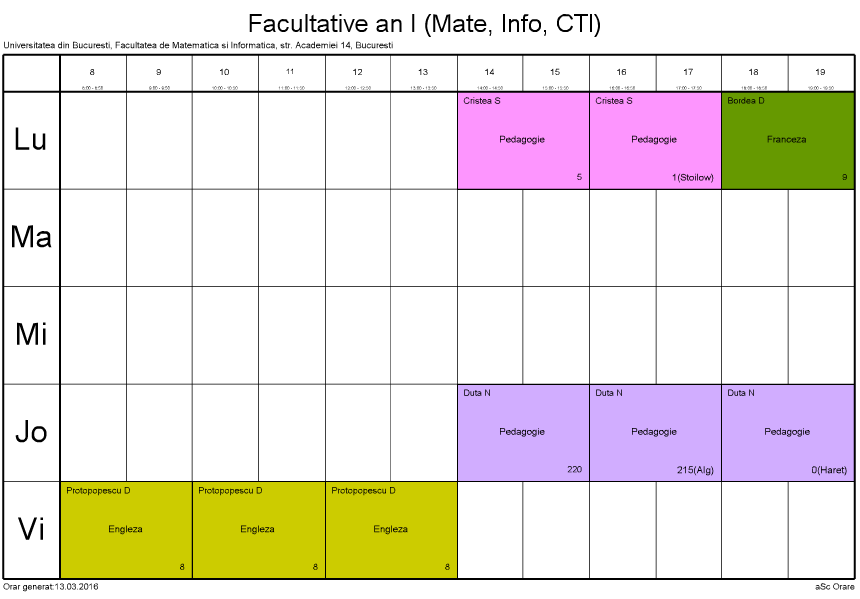 Facultative an I (Mate, Info, CTI)
Universitatea din Bucuresti, Facultatea de Matematica si Informatica, str. Academiei 14, Bucuresti
8 9 10 11 12 13 14 15 16 17 18 19
8:00 - 8:50 9:00 - 9:50 10:00 - 10:50 11:00 - 11:50 12:00 - 12:50 13:00 - 13:50 14:00 - 14:50 15:00 - 15:50 16:00 - 16:50 17:00 - 17:50 18:00 - 18:50 19:00 - 19:50
Cristea S Cristea S Bordea D
Lu Pedagogie Pedagogie Franceza
5 1(Stoilow) 9
Ma
Mi
Duta N Duta N Duta N
Jo Pedagogie Pedagogie Pedagogie
220 215(Alg) 0(Haret)
Protopopescu D Protopopescu D Protopopescu D
Vi Engleza Engleza Engleza
8 8 8
Orar generat:13.03.2016 aSc Orare